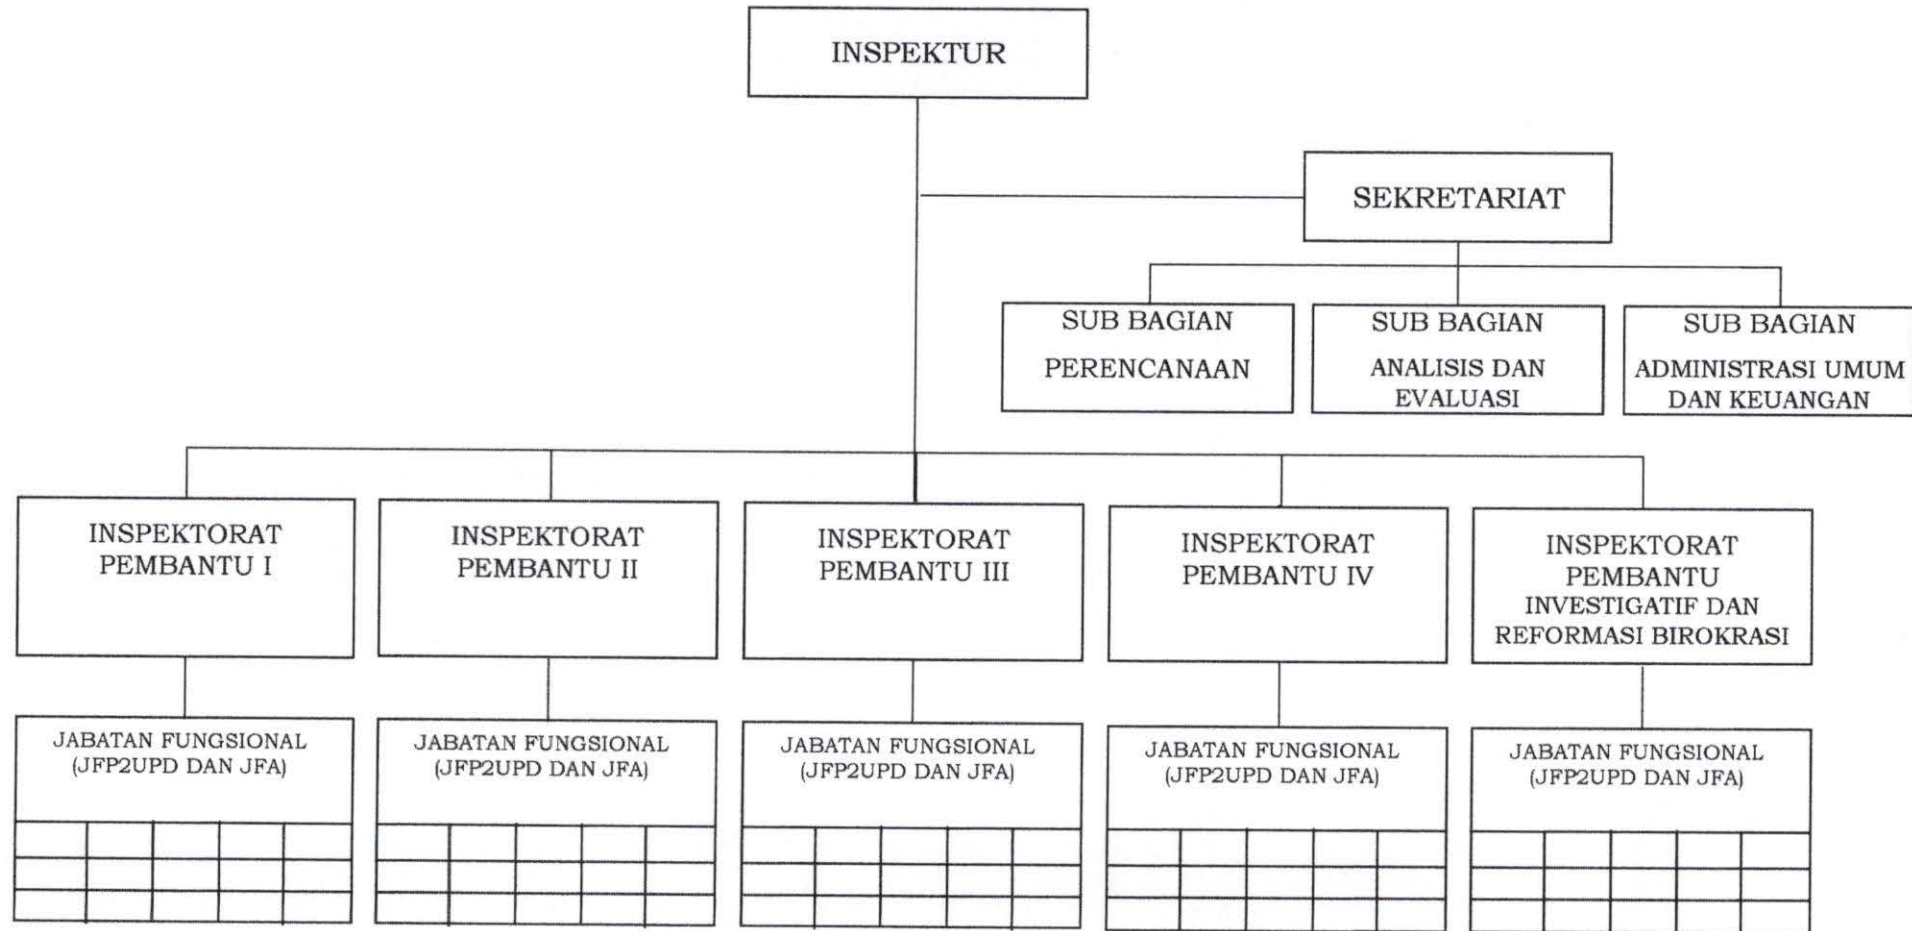 INSPEKTUR
SEKRETARIAT
SUB BAGIAN
PERENCANAAN
SUB BAGIAN
ANALISIS DAN
EVALUASI
SUB BAGIAN
ADMINISTRASI UMUM
DAN KEUANGAN
INSPEKTORAT
PEMBANTU I
INSPEKTORAT
PEMBANTU II
INSPEKTORAT
PEMBANTU III
INSPEKTORAT
PEMBANTU IV
INSPEKTORAT
PEMBANTU
INVESTIGATIF DAN
REFORMASI BIROKRASI
JABATAN FUNGSIONAL
(JFP2UPD DAN JFA)
JABATAN FUNGSIONAL
(JFP2UPD DAN JFA)
JABATAN FUNGSIONAL
(JFP2UPD DAN JFA)
JABATAN FUNGSIONAL
(JFP2UPD DAN JFA)
JABATAN FUNGSIONAL
(JFP2UPD DAN JFA)